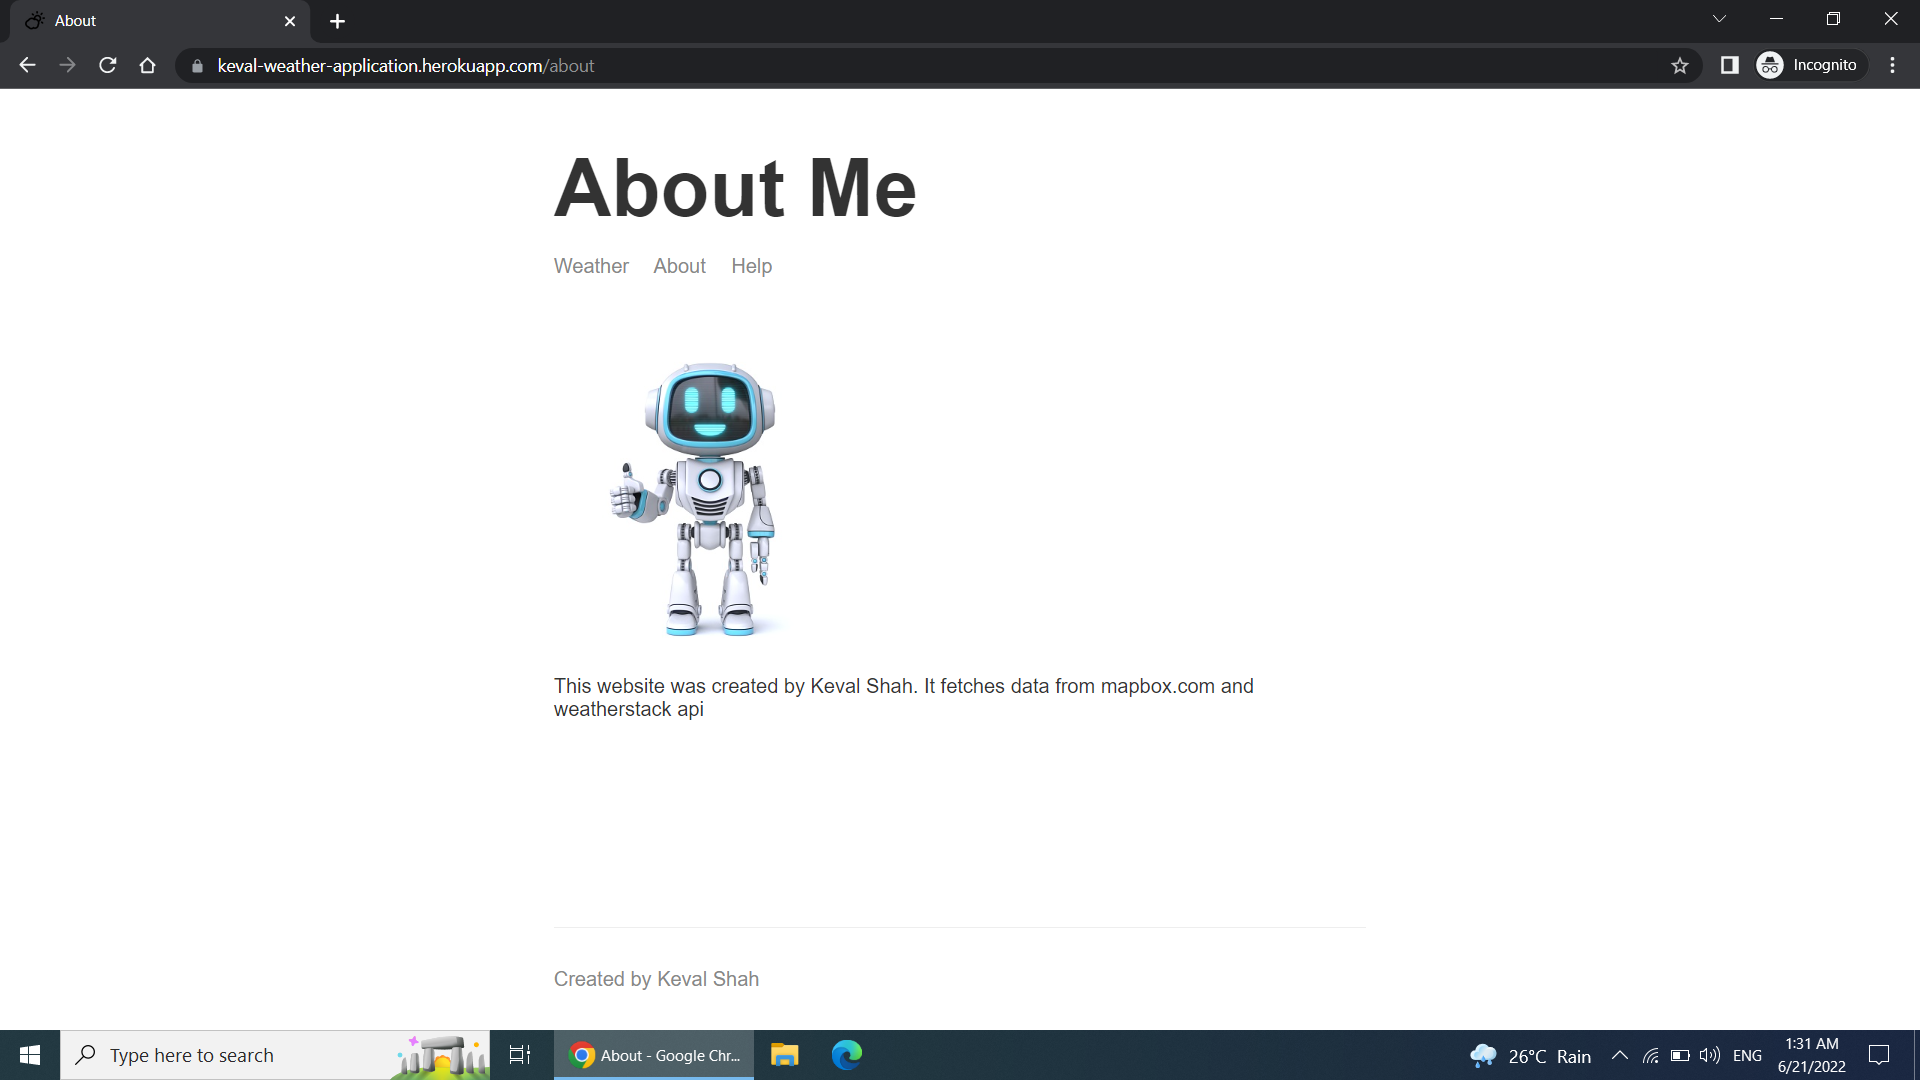 About
keval-weather-application.herokuapp.com/about
Incognito
About Me
Weather About Help
This website was created by Keval Shah. It fetches data from mapbox.com and
weatherstack api
Created by Keval Shah
Type here to search
About - Google Chr...
26°C Rain
ENG
1:31 AM
6/21/2022